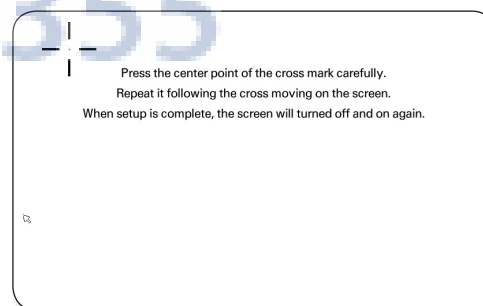 Press the center point of the cross mark carefully.
Repeat it following the cross moving on the screen.
When setup is complete, the screen will turned off and on again.